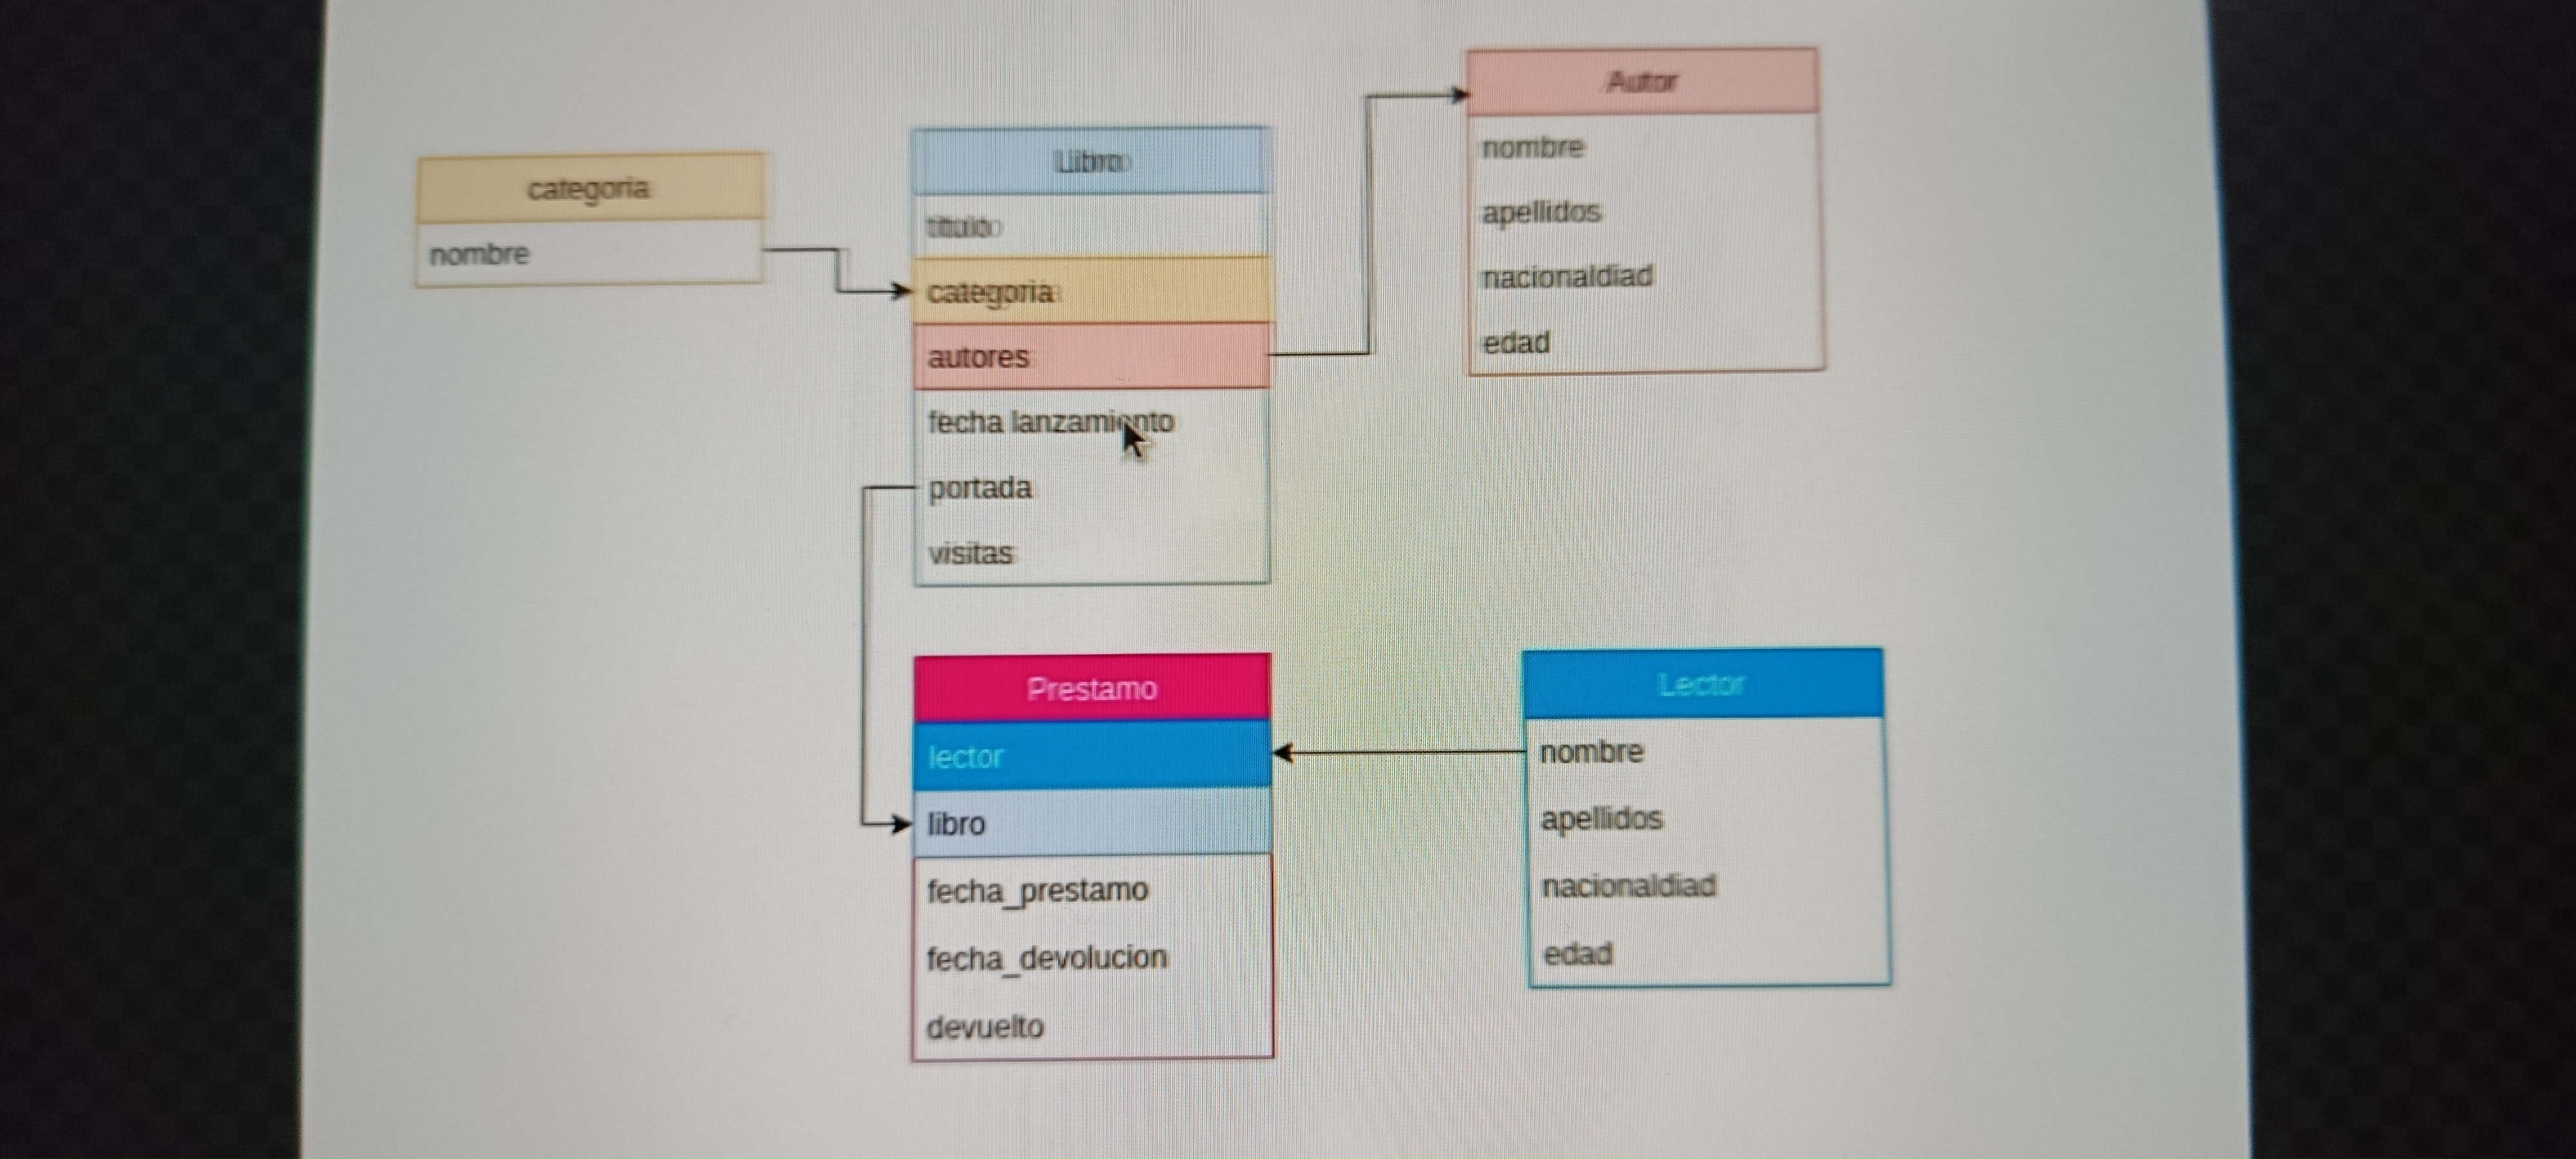 categoria
nombre
Libro
titulo
categoria
autores
fecha lanzamiento
portada
visitas
Autor
nombre
apellidos
nacionaldiad
edad
Prestamo
lector
libro
fecha_prestamo
fecha_devolucion
devuelto
Lector
nombre
apellidos
nacionaldiad
edad